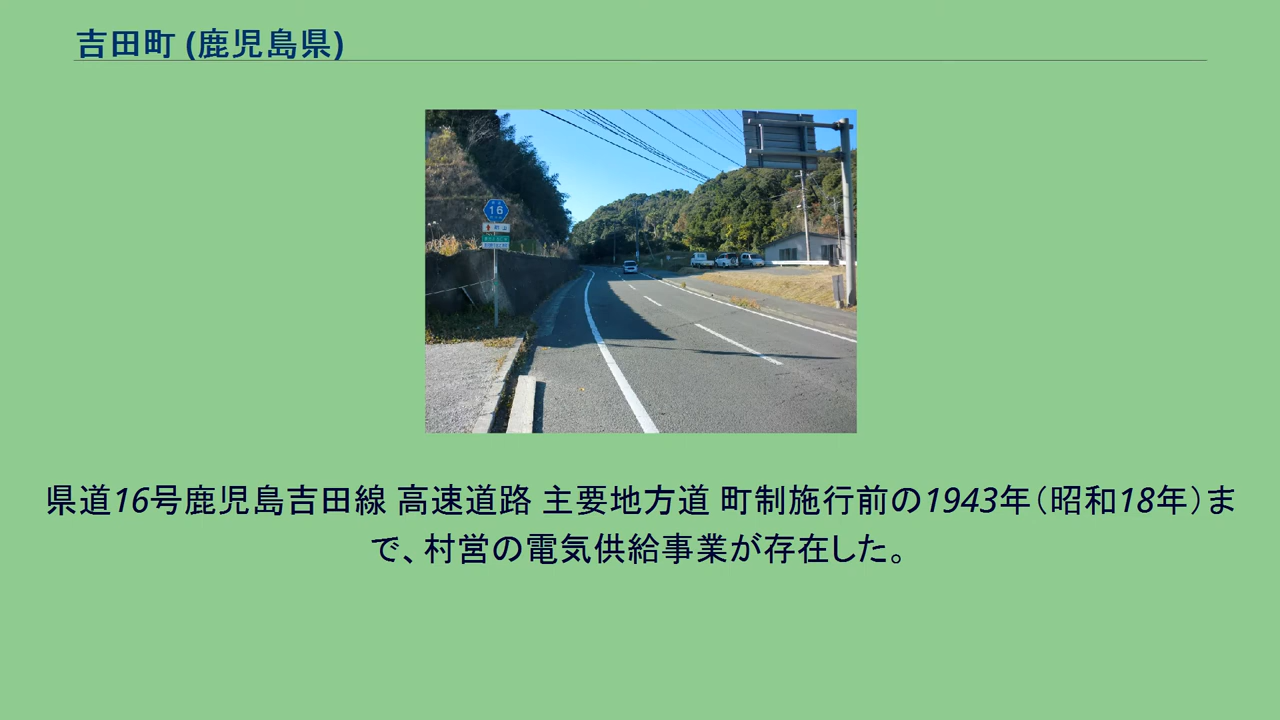 吉田町 (鹿児島県)
16
県道16号鹿児島吉田線 高速道路 主要地方道 町制施行前の1943年（昭和18年）ま
で、村営の電気供給事業が存在した。